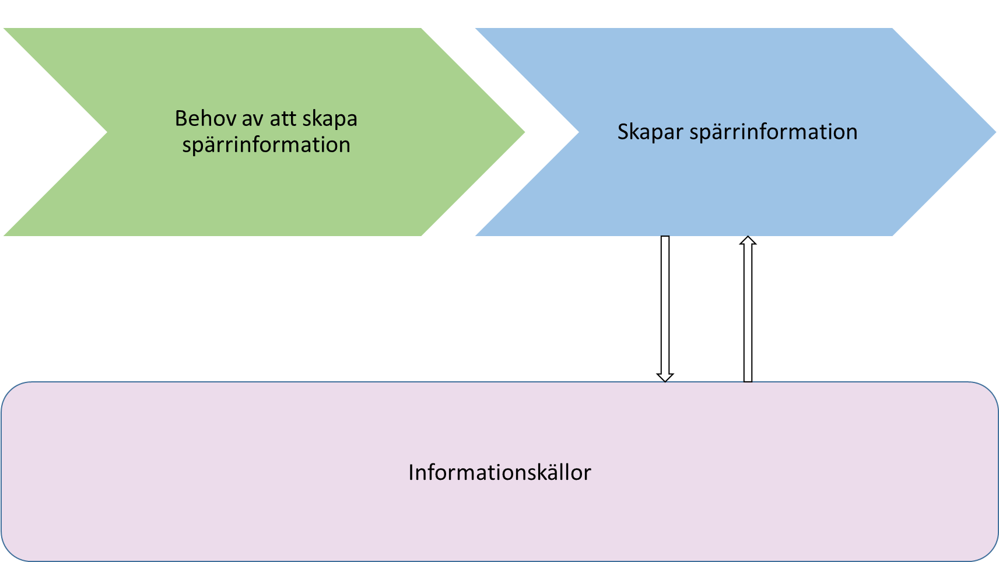 Behov av att skapa
spärrinformation
Skapar spärrinformation
Informationskällor